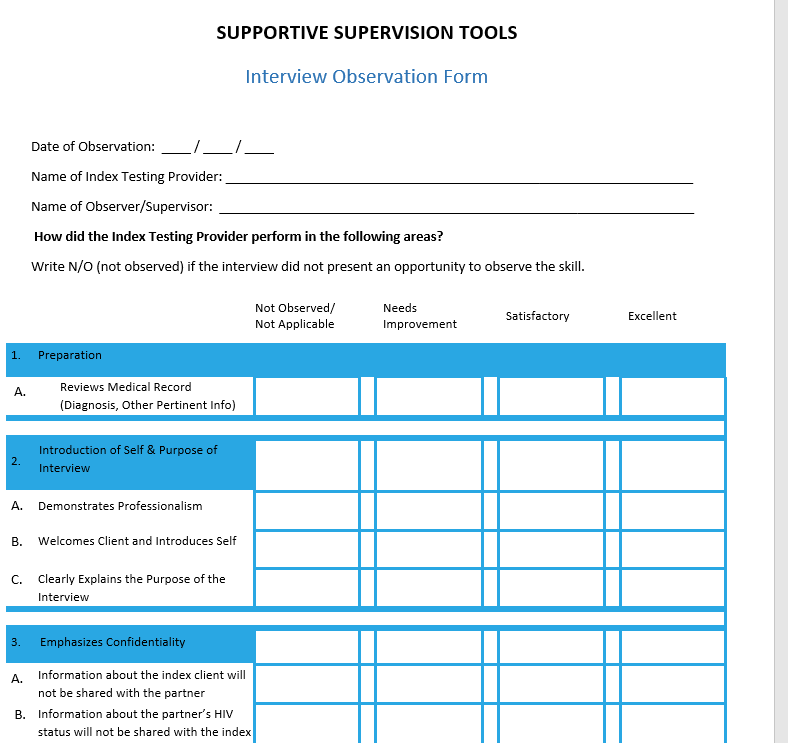 SUPPORTIVE SUPERVISION TOOLS
Interview Observation Form
Date of Observation: ____ / ____ / ____
Name of Index Testing Provider: ______________________________
Name of Observer/Supervisor: ______________________________
How did the Index Testing Provider perform in the following areas?
Write N/O (not observed) if the interview did not present an opportunity to observe the skill.
Not Observed/
Not Applicable
Needs
Improvement
Satisfactory
Excellent
1. Preparation
A. Reviews Medical Record
(Diagnosis, Other Pertinent Info)
2. Introduction of Self & Purpose of
Interview
A. Demonstrates Professionalism
B. Welcomes Client and Introduces Self
C. Clearly Explains the Purpose of the
Interview
3. Emphasizes Confidentiality
A. Information about the index client will
not be shared with the partner
B. Information about the partner’s HIV
status will not be shared with the index